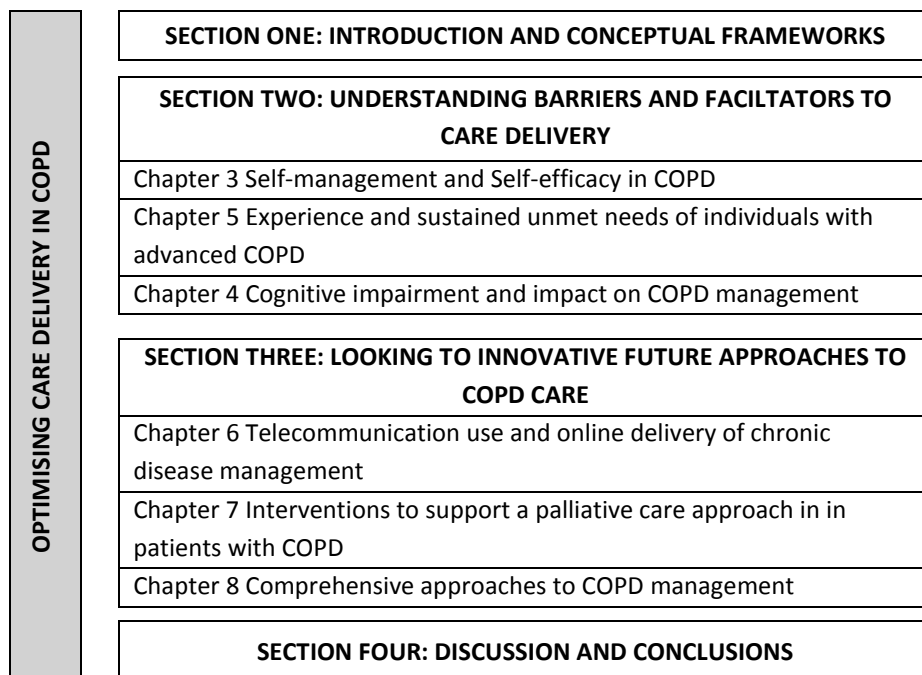 OPTIMISING CARE DELIVERY IN COPD
SECTION ONE: INTRODUCTION AND CONCEPTUAL FRAMEWORKS
SECTION TWO: UNDERSTANDING BARRIERS AND FACILTATORS TO
CARE DELIVERY
Chapter 3 Self-management and Self-efficacy in COPD
Chapter 5 Experience and sustained unmet needs of individuals with
advanced COPD
Chapter 4 Cognitive impairment and impact on COPD management
SECTION THREE: LOOKING TO INNOVATIVE FUTURE APPROACHES TO
COPD CARE
Chapter 6 Telecommunication use and online delivery of chronic
disease management
Chapter 7 Interventions to support a palliative care approach in in
patients with COPD
Chapter 8 Comprehensive approaches to COPD management
SECTION FOUR: DISCUSSION AND CONCLUSIONS